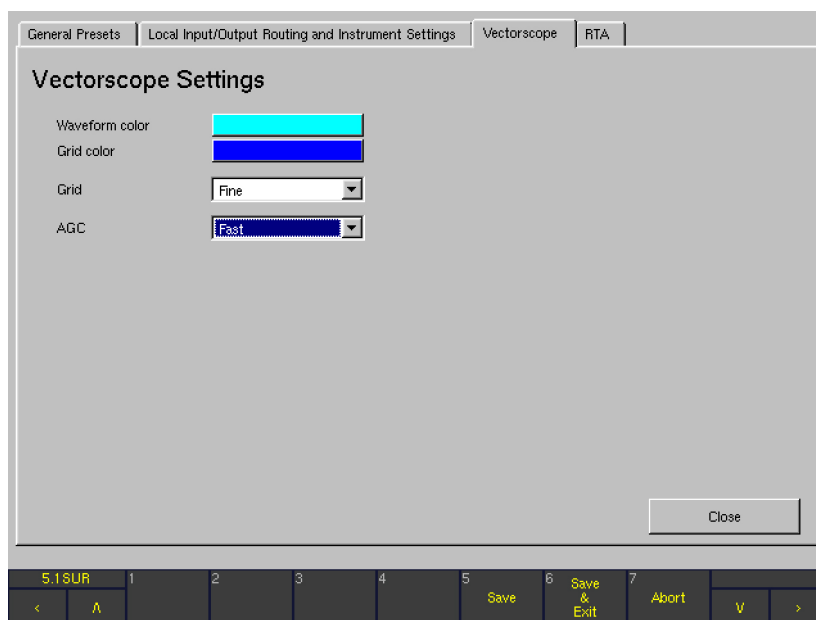 General Presets
Local Input/Output Routing and Instrument Settings
Vectorscope
RTA
Vectorscope Settings
Waveform color
Grid color
Grid
Fine
AGC
Fast
Close
5.1SUR
1
2
3
4
5
Save
6
Save
&
Exit
7
Abort
<
Λ
V
>